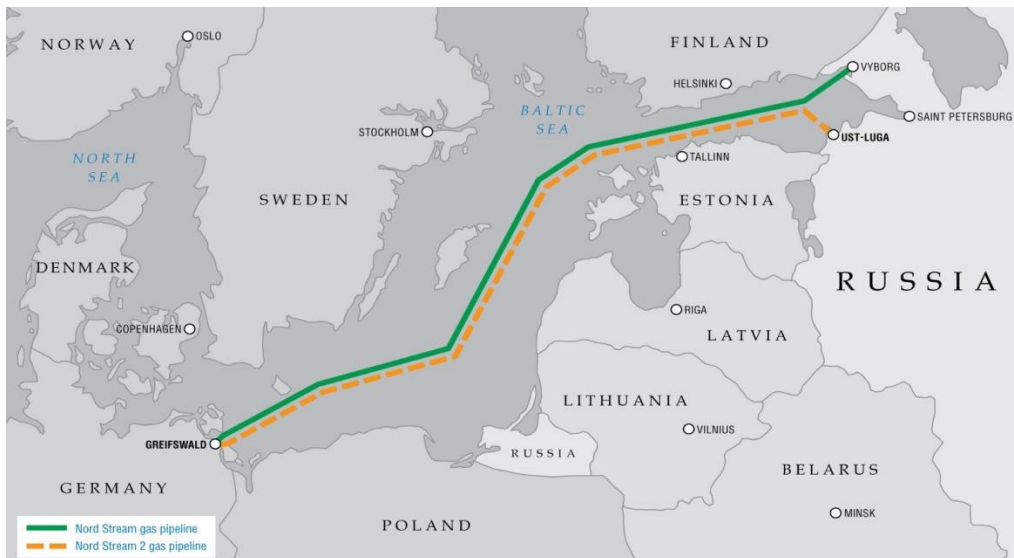 NORWAY
OSLO
FINLAND
VYBORG
HELSINKI
SAINT PETERSBURG
BALTIC
SEA
STOCKHOLM
UST-LUGA
NORTH
SEA
TALLINN
SWEDEN
ESTONIA
DENMARK
RUSSIA
COPENHAGEN
RIGA
LATVIA
LITHUANIA
VILNIUS
GREIFSWALD
RUSSIA
BELARUS
GERMANY
MINSK
POLAND
Nord Stream gas pipeline
Nord Stream 2 gas pipeline